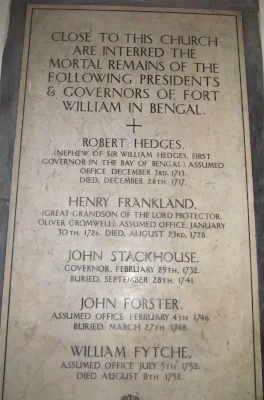 CLOSE TO THIS CHURCH
ARE INTERRED THE
MORTAL REMAINS OF THE
FOLLOWING PRESIDENTS
& GOVERNORS OF FORT
WILLIAM IN BENGAL.
ROBERT HEDGES,
(NEPHEW OF SIR WILLIAM HEDGES, FIRST
GOVERNOR IN THE BAY OF BENGAL). ASSUMED
OFFICE, DECEMBER 3RD, 1713.
DIED, DECEMBER 28TH 1717.
HENRY FRANKLAND,
(GREAT GRANDSON OF THE LORD PROTECTOR,
OLIVER CROMWELL), ASSUMED OFFICE, JANUARY
30TH, 1726, DIED, AUGUST 23RD, 1728.
JOHN STACKHOUSE,
GOVERNOR, FEBRUARY 25TH, 1732,
BURIED, SEPTEMBER 28TH, 1741.
JOHN FORSTER,
ASSUMED OFFICE FEBRUARY 4TH 1746
BURIED, MARCH 27TH 1748.
WILLIAM FYTCHE,
ASSUMED OFFICE JULY 5TH 1752,
DIED AUGUST 8TH 1752.